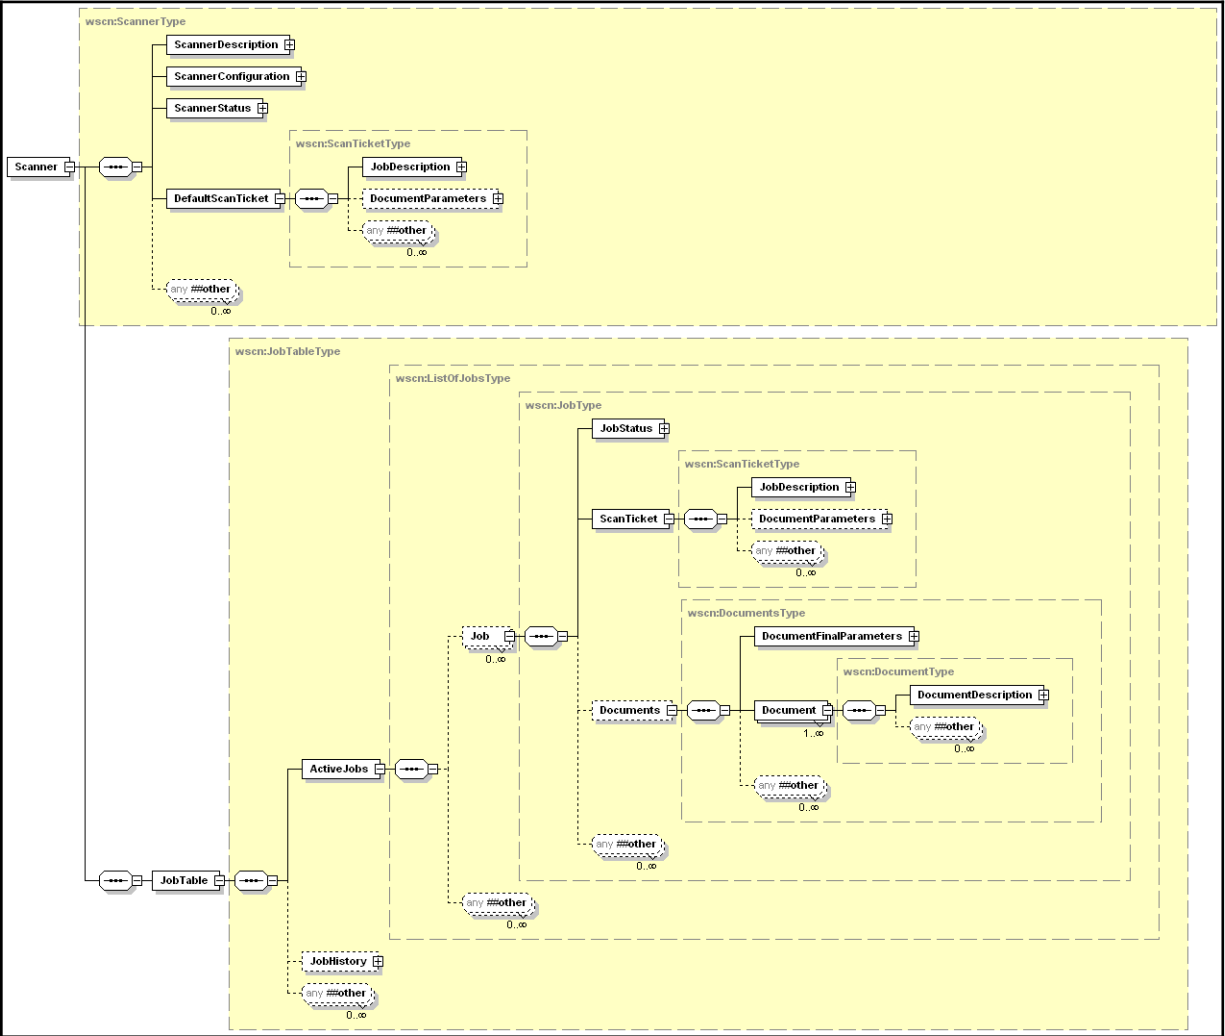 wscn:ScannerType
ScannerDescription
ScannerConfiguration
ScannerStatus
wscn:ScanTicketType
Scanner
JobDescription
DefaultScanTicket
DocumentParameters
any ##other
0..∞
any ##other
0..∞
wscn:JobTableType
wscn:ListOfJobsType
wscn:JobType
JobStatus
wscn:ScanTicketType
JobDescription
ScanTicket
DocumentParameters
any ##other
0..∞
wscn:DocumentsType
Job
0..∞
DocumentFinalParameters
wscn:DocumentType
DocumentDescription
Documents
Document
1..∞
any ##other
0..∞
ActiveJobs
any ##other
0..∞
any ##other
0..∞
JobTable
any ##other
0..∞
JobHistory
any ##other
0..∞